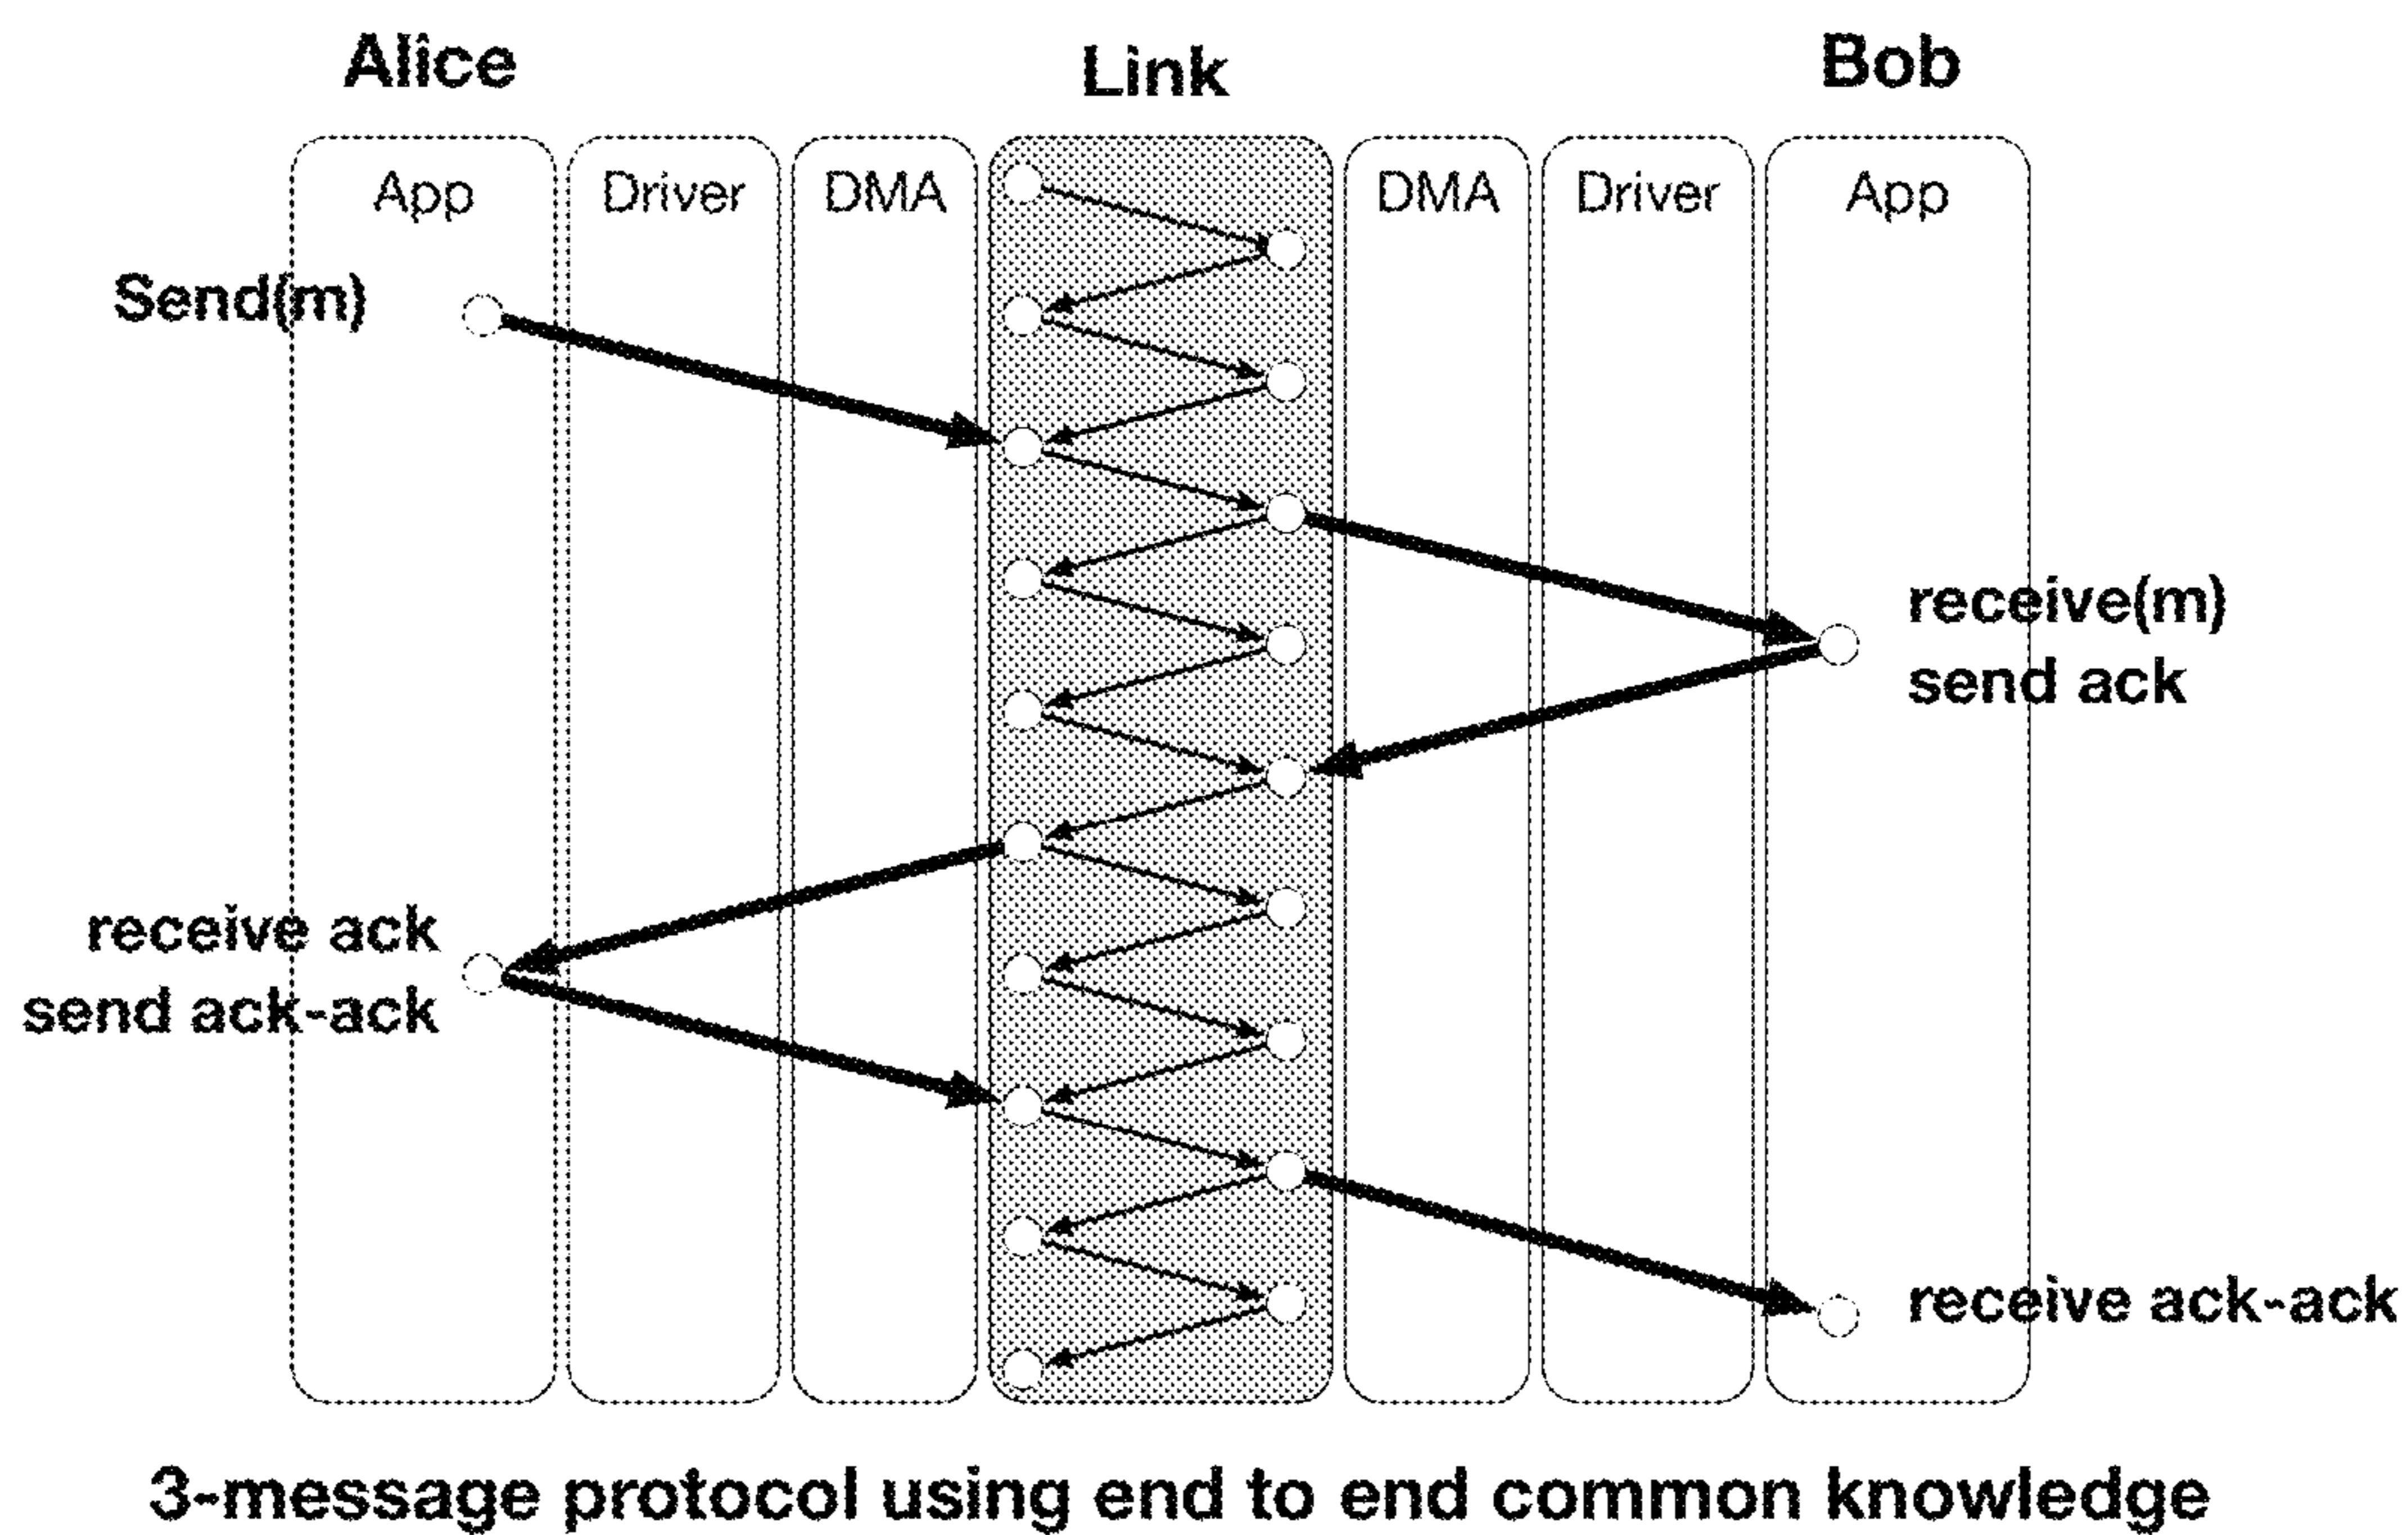 Alice
Link
Bob
App
Driver
DMA
DMA
Driver
App
Send(m)
receive(m)
send ack
receive ack
send ack-ack
receive ack-ack
3-message protocol using end to end common knowledge